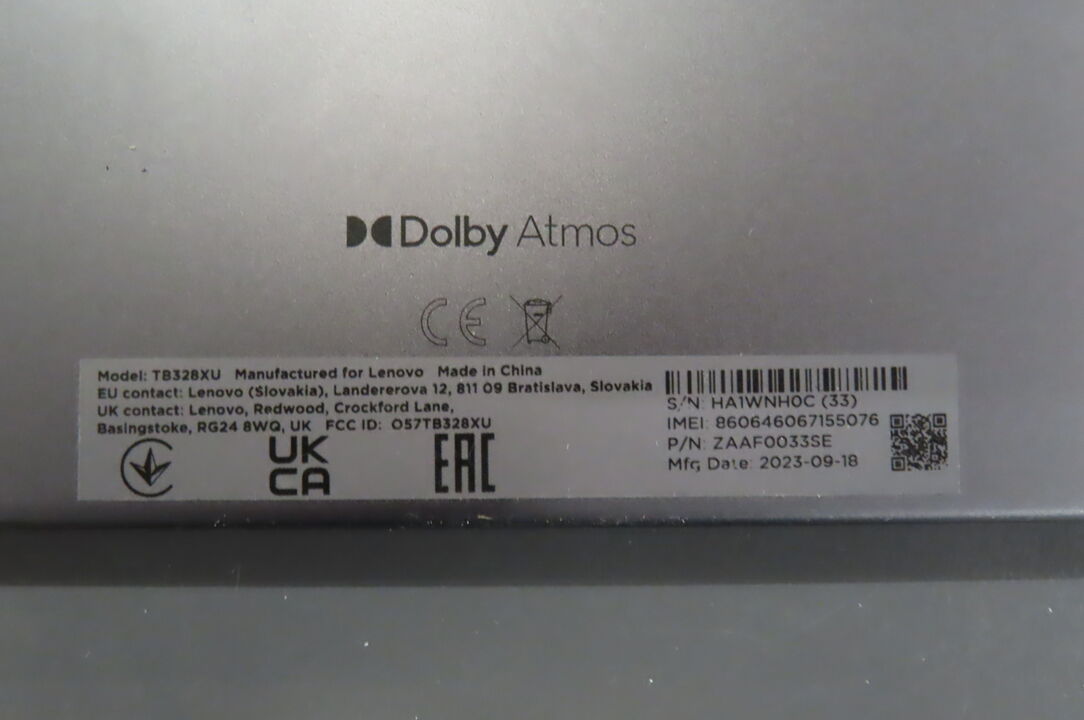 Dolby Atmos
CE
Model: TB328XU Manufactured for Lenovo Made in China
EU contact: Lenovo (Slovakia), Landererova 12, 811 09 Bratislava, Slovakia
UK contact: Lenovo, Redwood, Crockford Lane,
Basingstoke, RG24 8WQ, UK FCC ID: O57TB328XU
UK
CA
EAC
S/N: HA1WNH0C (33)
IMEI: 860646067155076
P/N: ZAAF0033SE
Mfg Date: 2023-09-18